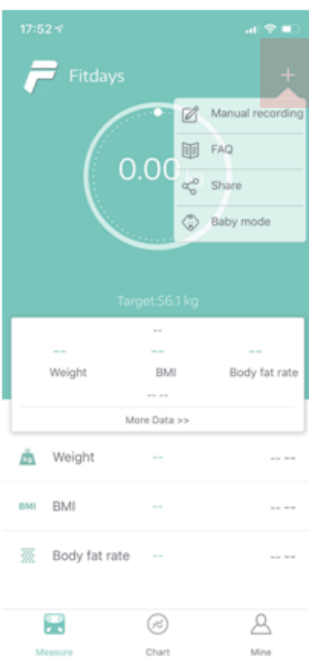 17:52
Fitdays
+
Manual recording
FAQ
Share
Baby mode
0.00
Target:56.1 kg
--
-- -- --
Weight BMI Body fat rate
-- --
More Data >>
kg Weight -- -- --
BMI BMI -- -- --
Body fat rate -- -- --
Measure Chart Mine